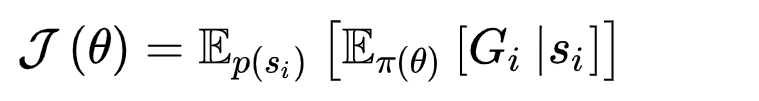 𝒥 (θ) = 𝔼_{p(s_i)} [𝔼_{π(θ)} [G_i |s_i]]